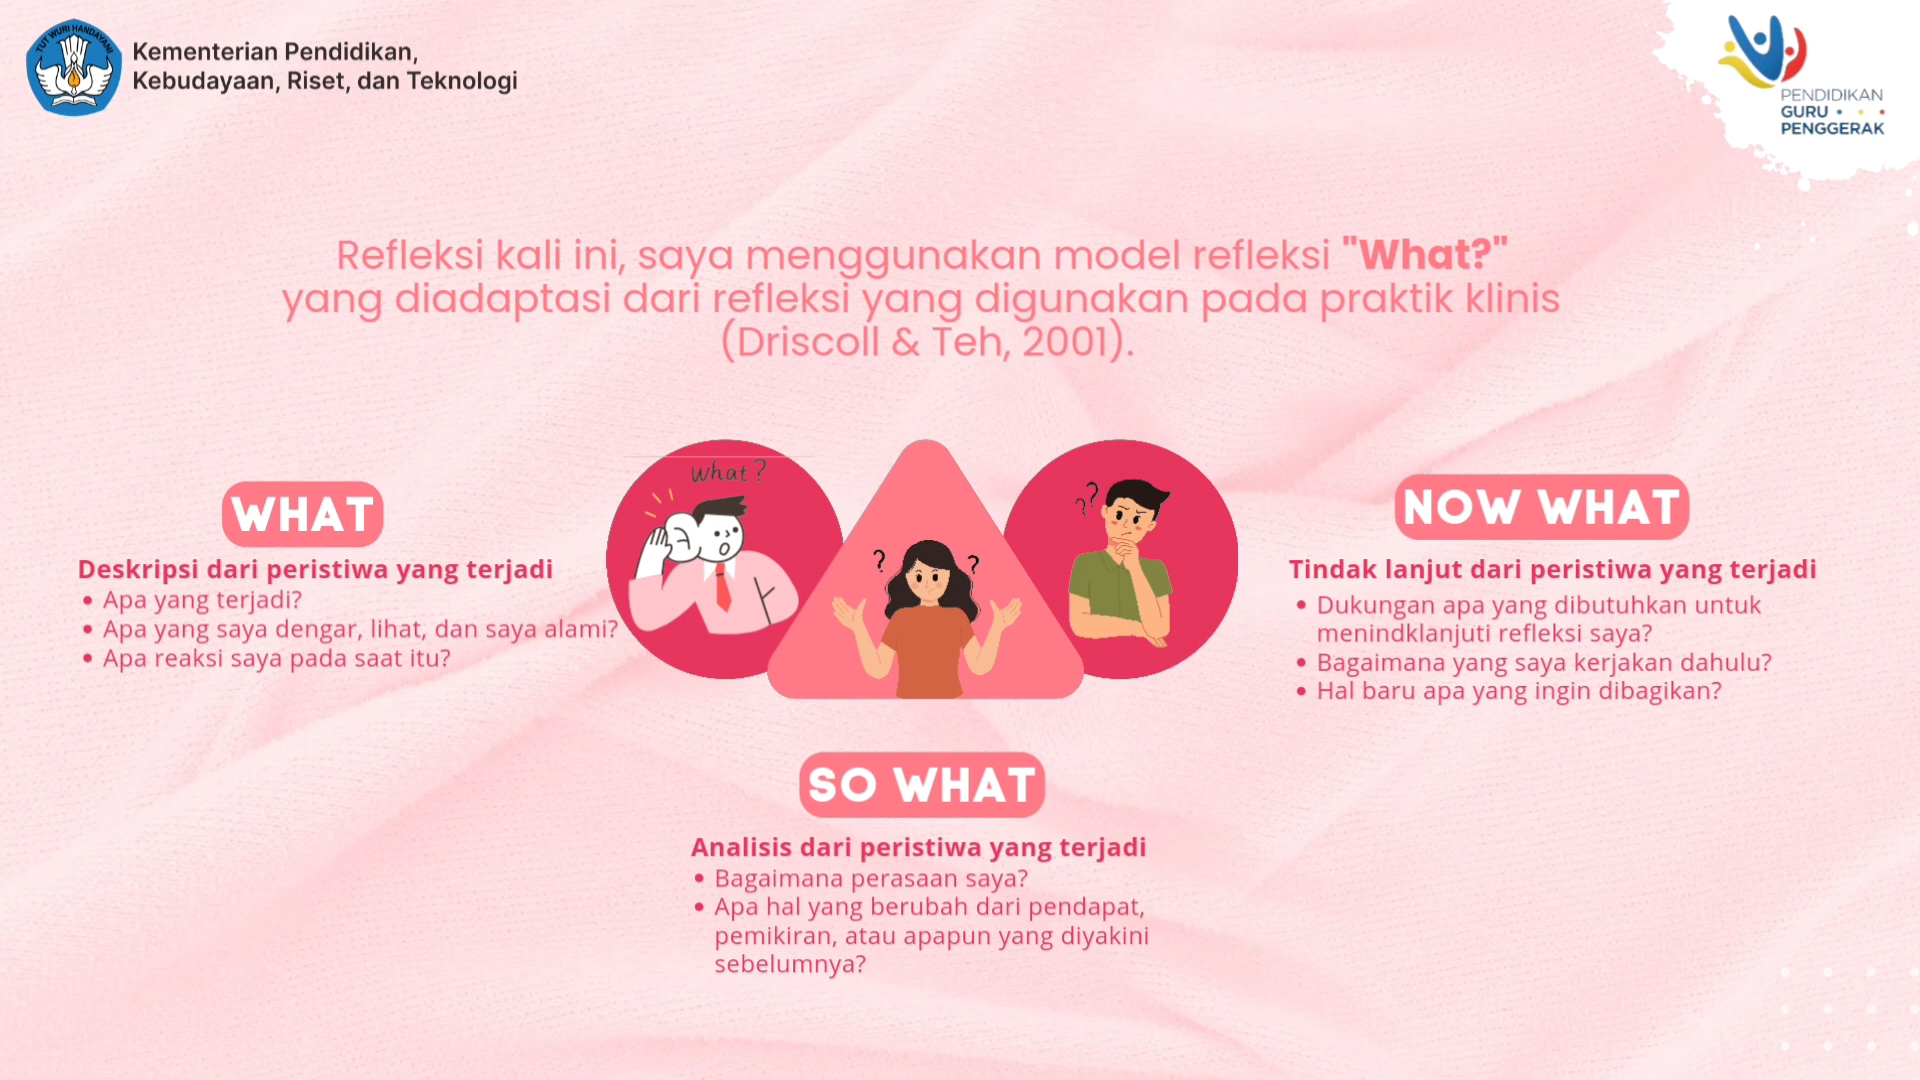 TUT WURI HANDAYANI
Kementerian Pendidikan,
Kebudayaan, Riset, dan Teknologi
PENDIDIKAN
GURU
PENGGERAK
Refleksi kali ini, saya menggunakan model refleksi "What?"
yang diadaptasi dari refleksi yang digunakan pada praktik klinis
(Driscoll & Teh, 2001).
WHAT
Deskripsi dari peristiwa yang terjadi
• Apa yang terjadi?
• Apa yang saya dengar, lihat, dan saya alami?
• Apa reaksi saya pada saat itu?
what?
? ?
??
NOW WHAT
Tindak lanjut dari peristiwa yang terjadi
• Dukungan apa yang dibutuhkan untuk
menindklanjuti refleksi saya?
• Bagaimana yang saya kerjakan dahulu?
• Hal baru apa yang ingin dibagikan?
SO WHAT
Analisis dari peristiwa yang terjadi
• Bagaimana perasaan saya?
• Apa hal yang berubah dari pendapat,
pemikiran, atau apapun yang diyakini
sebelumnya?